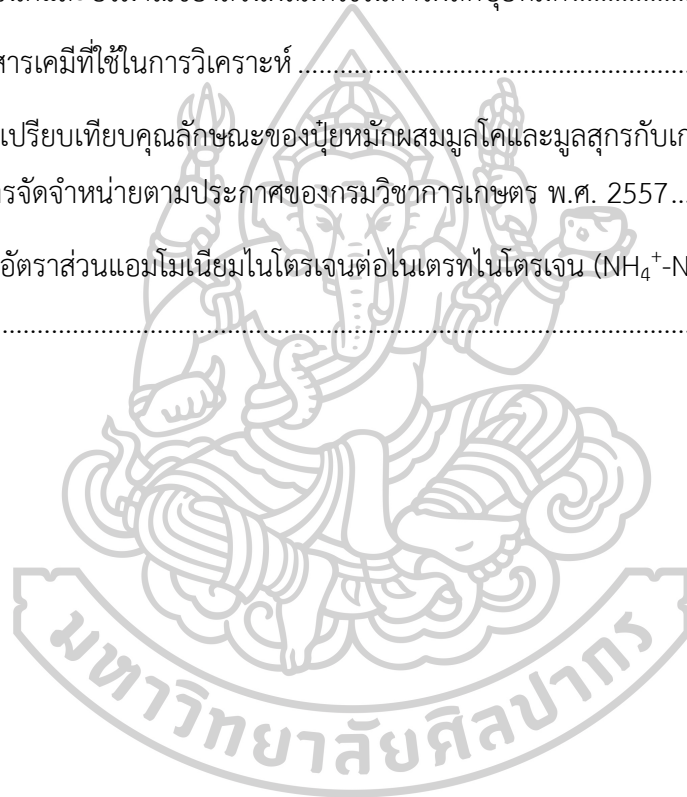 สารเคมีที่ใช้ในการวิเคราะห์ ........................................................................
เปรียบเทียบคุณลักษณะของปุ๋ยหมักผสมมูลโคและมูลสุกรกับเก
รจัดจำหน่ายตามประกาศของกรมวิชาการเกษตร พ.ศ. 2557...
อัตราส่วนแอมโมเนียมไนโตรเจนต่อไนเตรทไนโตรเจน (NH₄⁺-N
........................................................................................................................
มหาวิทยาลัยศิลปากร